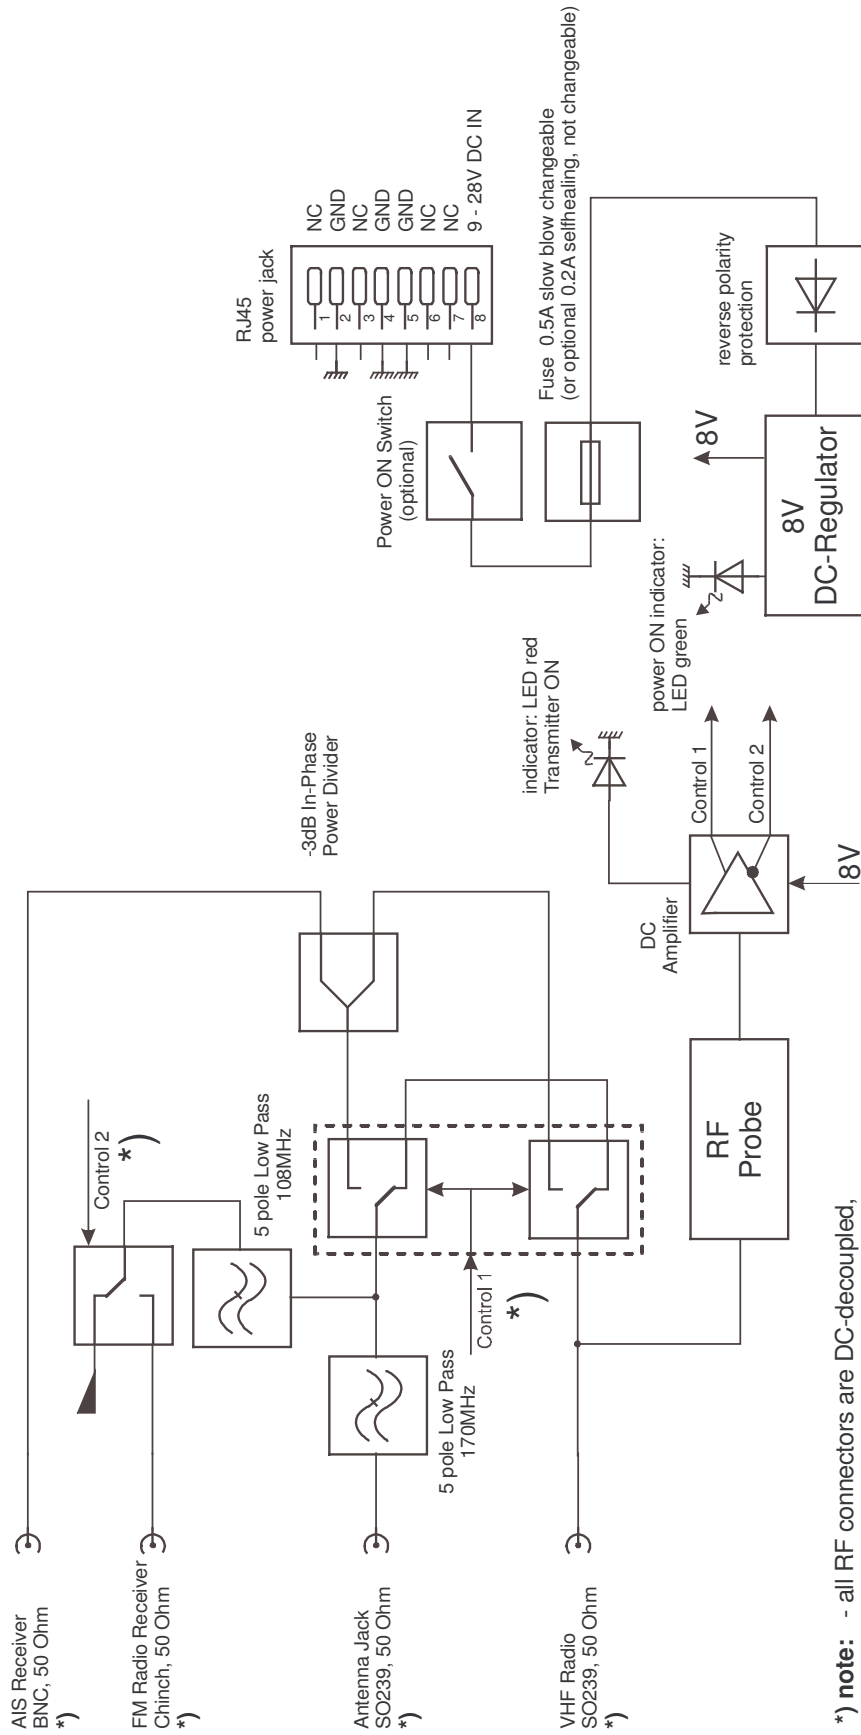 AIS Receiver
BNC, 50 Ohm
*)
FM Radio Receiver
Chinch, 50 Ohm
*)
Antenna Jack
SO239, 50 Ohm
*)
VHF Radio
SO239, 50 Ohm
*)
Control 2
*)
5 pole Low Pass
108MHz
5 pole Low Pass
170MHz
Control 1
*)
-3dB In-Phase
Power Divider
RF
Probe
DC
Amplifier
8V
Control 1
Control 2
indicator: LED red
Transmitter ON
RJ45
power jack
1
2
3
4
5
6
7
8
NC
GND
NC
GND
GND
NC
NC
9 - 28V DC IN
Power ON Switch
(optional)
Fuse 0.5A slow blow changeable
(or optional 0.2A selfhealing, not changeable)
reverse polarity
protection
8V
8V
DC-Regulator
power ON indicator:
LED green
*) note: - all RF connectors are DC-decoupled,